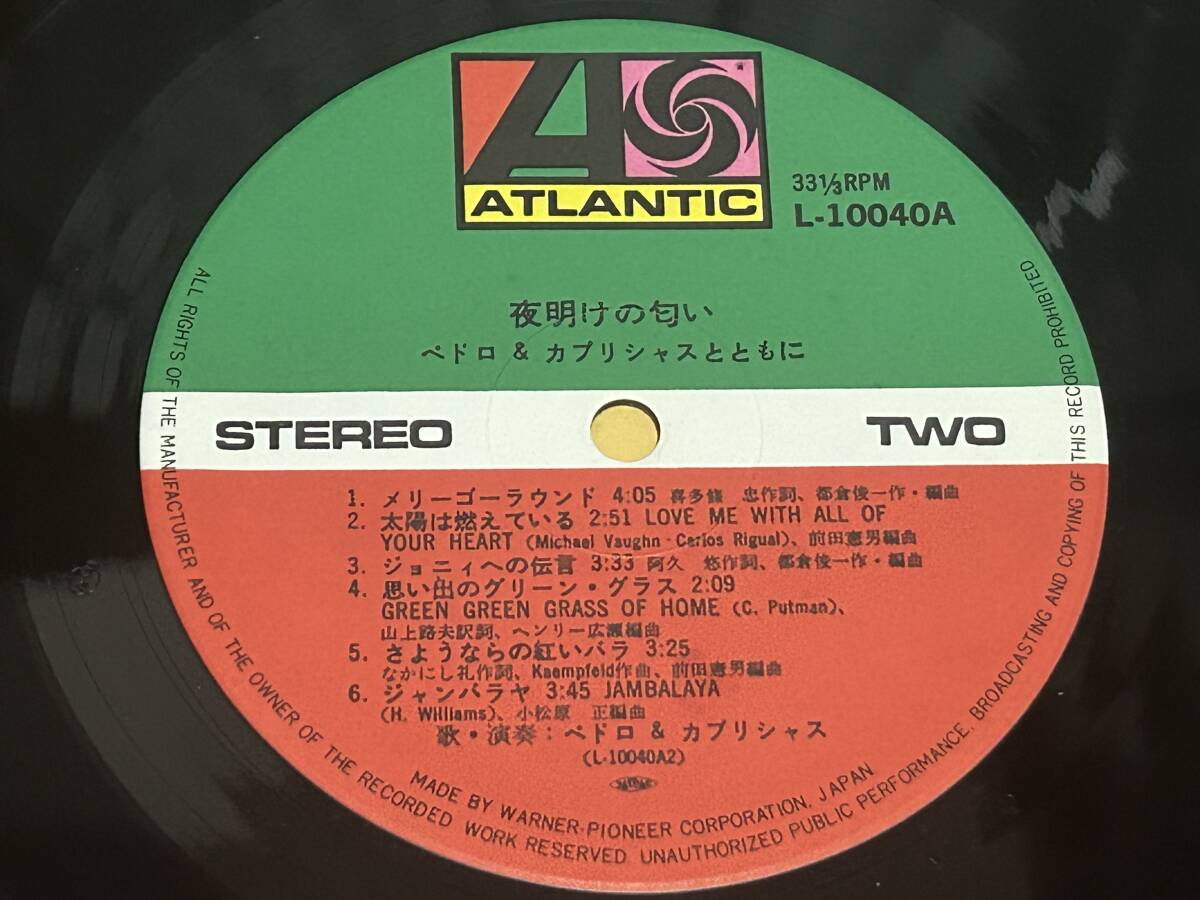 ATLANTIC
33⅓RPM
L-10040A
夜明けの匂い
ペドロ & カプリシャスとともに
STEREO
TWO
1. メリーゴーラウンド 4:05 喜多條 忠作詞、都倉俊一作・編曲
2. 太陽は燃えている 2:51 LOVE ME WITH ALL OF
YOUR HEART (Michael Vaughn・Carlos Rigual)、前田憲男編曲
3. ジョニィへの伝言 3:33 阿久 悠作詞、都倉俊一作・編曲
4. 思い出のグリーン・グラス 2:09
GREEN GREEN GRASS OF HOME (C. Putman)、
山上路夫訳詞、ヘンリー広瀬編曲
5. さようならの紅いバラ 3:25
なかにし礼作詞、Kaempfeld作曲、前田憲男編曲
6. ジャンバラヤ 3:45 JAMBALAYA
(H. Williams)、小松原 正編曲
歌・演奏：ペドロ & カプリシャス
(L-10040A2)
MADE BY WARNER-PIONEER CORPORATION, JAPAN
ALL RIGHTS OF THE MANUFACTURER AND OF THE OWNER OF THE RECORDED WORK RESERVED. UNAUTHORIZED PUBLIC PERFORMANCE, BROADCASTING AND COPYING OF THIS RECORD PROHIBITED